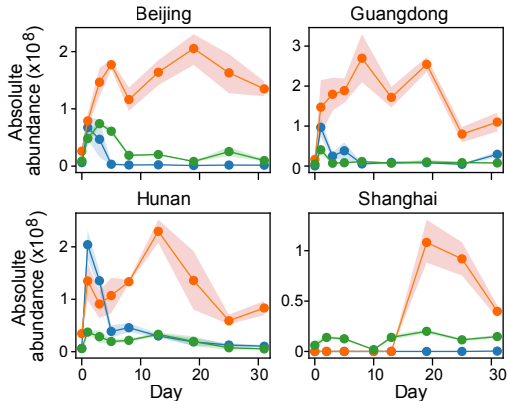 Beijing
Guangdong
Absolulte
abundance (x10⁸)
2
1
0
3
2
1
0
Hunan
Shanghai
Absolulte
abundance (x10⁸)
2
1
0
1
0.5
0
0 10 20 30
0 10 20 30
Day
Day